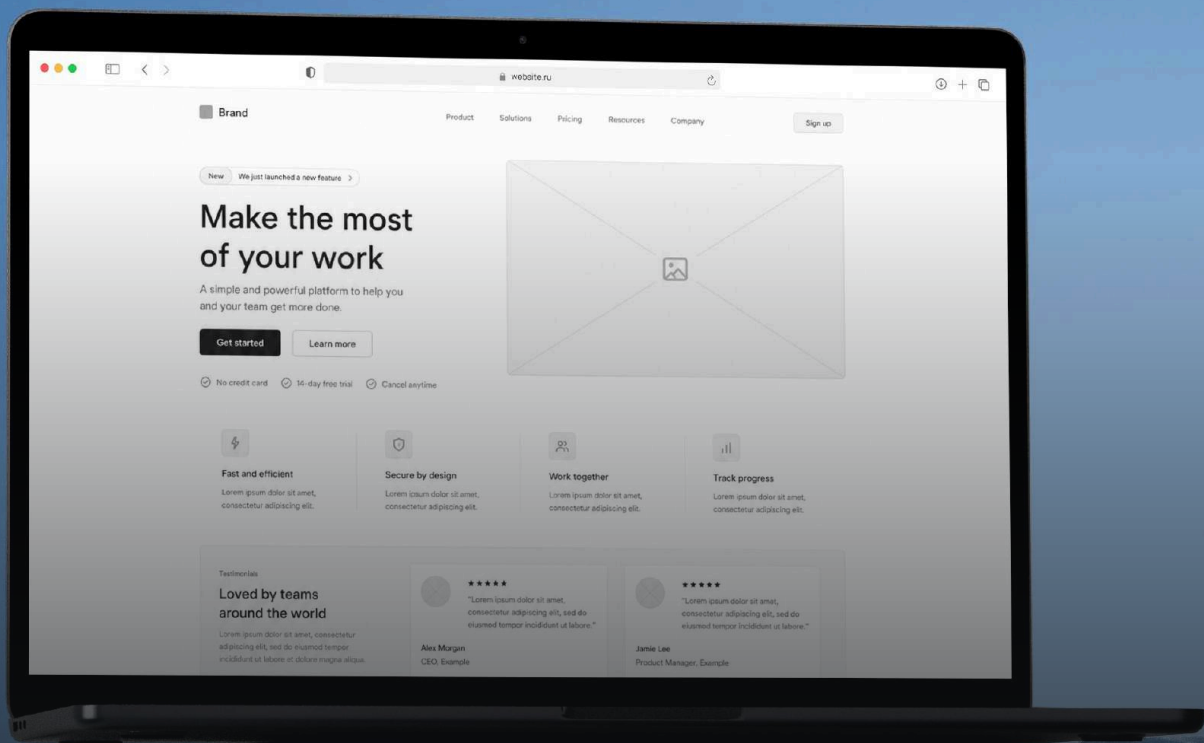 website.ru
Brand
Product Solutions Pricing Resources Company
Sign up
New We just launched a new feature
Make the most
of your work
A simple and powerful platform to help you
and your team get more done.
Get started Learn more
No credit card 14-day free trial Cancel anytime
Fast and efficient
Lorem ipsum dolor sit amet,
consectetur adipiscing elit.
Secure by design
Lorem ipsum dolor sit amet,
consectetur adipiscing elit.
Work together
Lorem ipsum dolor sit amet,
consectetur adipiscing elit.
Track progress
Lorem ipsum dolor sit amet,
consectetur adipiscing elit.
Testimonials
Loved by teams
around the world
Lorem ipsum dolor sit amet, consectetur
adipiscing elit, sed do eiusmod tempor
incididunt ut labore et dolore magna aliqua.
★★★★★
"Lorem ipsum dolor sit amet,
consectetur adipiscing elit, sed do
eiusmod tempor incididunt ut labore."
Alex Morgan
CEO, Example
★★★★★
"Lorem ipsum dolor sit amet,
consectetur adipiscing elit, sed do
eiusmod tempor incididunt ut labore."
Jamie Lee
Product Manager, Example